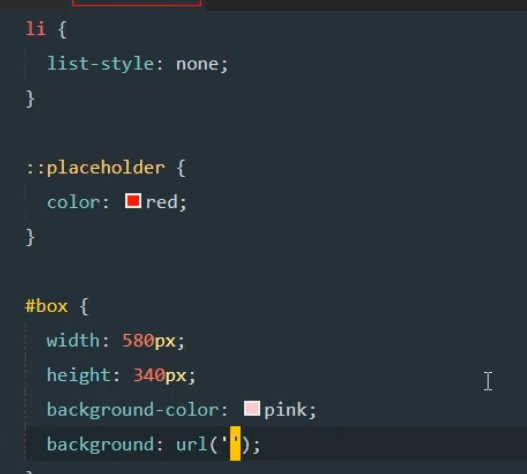 li {
  list-style: none;
}
::placeholder {
  color: red;
}
#box {
  width: 580px;
  height: 340px;
  background-color: pink;
  background: url('');